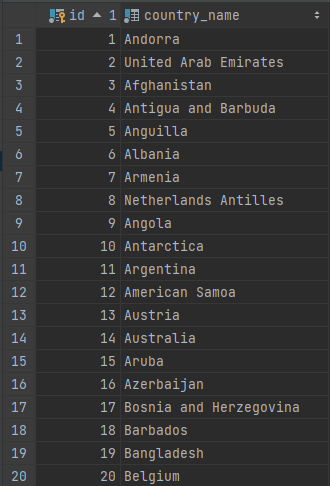 id 1 country_name
1 1 Andorra
2 2 United Arab Emirates
3 3 Afghanistan
4 4 Antigua and Barbuda
5 5 Anguilla
6 6 Albania
7 7 Armenia
8 8 Netherlands Antilles
9 9 Angola
10 10 Antarctica
11 11 Argentina
12 12 American Samoa
13 13 Austria
14 14 Australia
15 15 Aruba
16 16 Azerbaijan
17 17 Bosnia and Herzegovina
18 18 Barbados
19 19 Bangladesh
20 20 Belgium